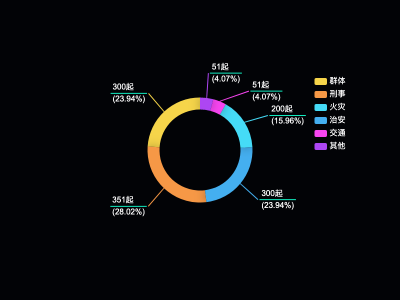 51起
(4.07%)
51起
(4.07%)
200起
(15.96%)
300起
(23.94%)
351起
(28.02%)
300起
(23.94%)
群体
刑事
火灾
治安
交通
其他